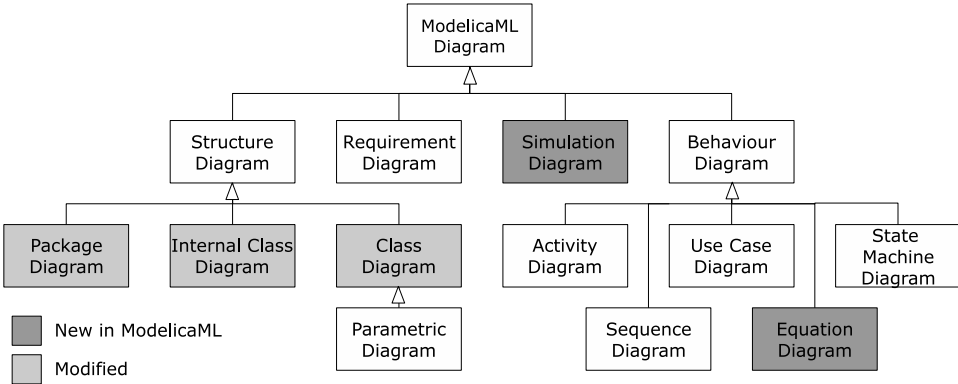 ModelicaML
Diagram
Structure
Diagram
Requirement
Diagram
Simulation
Diagram
Behaviour
Diagram
Package
Diagram
Internal Class
Diagram
Class
Diagram
Activity
Diagram
Use Case
Diagram
State
Machine
Diagram
Parametric
Diagram
Sequence
Diagram
Equation
Diagram
New in ModelicaML
Modified